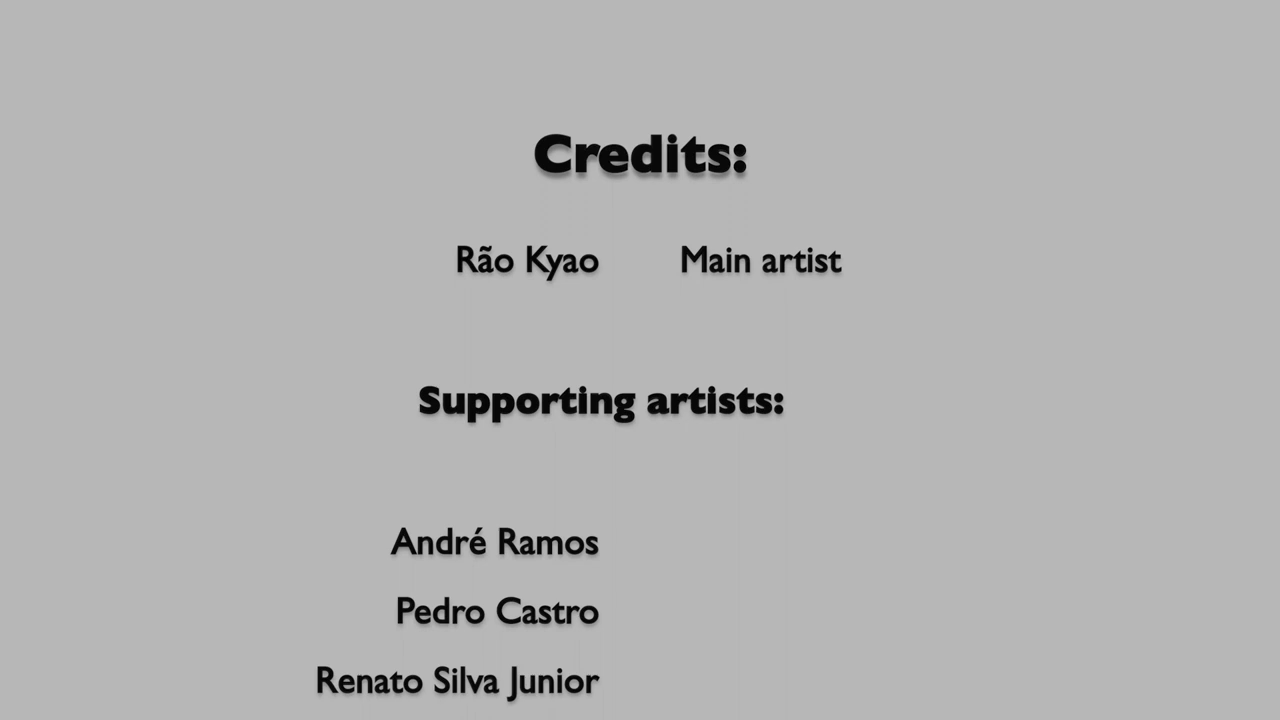 Credits:
Rão Kyao Main artist
Supporting artists:
André Ramos
Pedro Castro
Renato Silva Junior